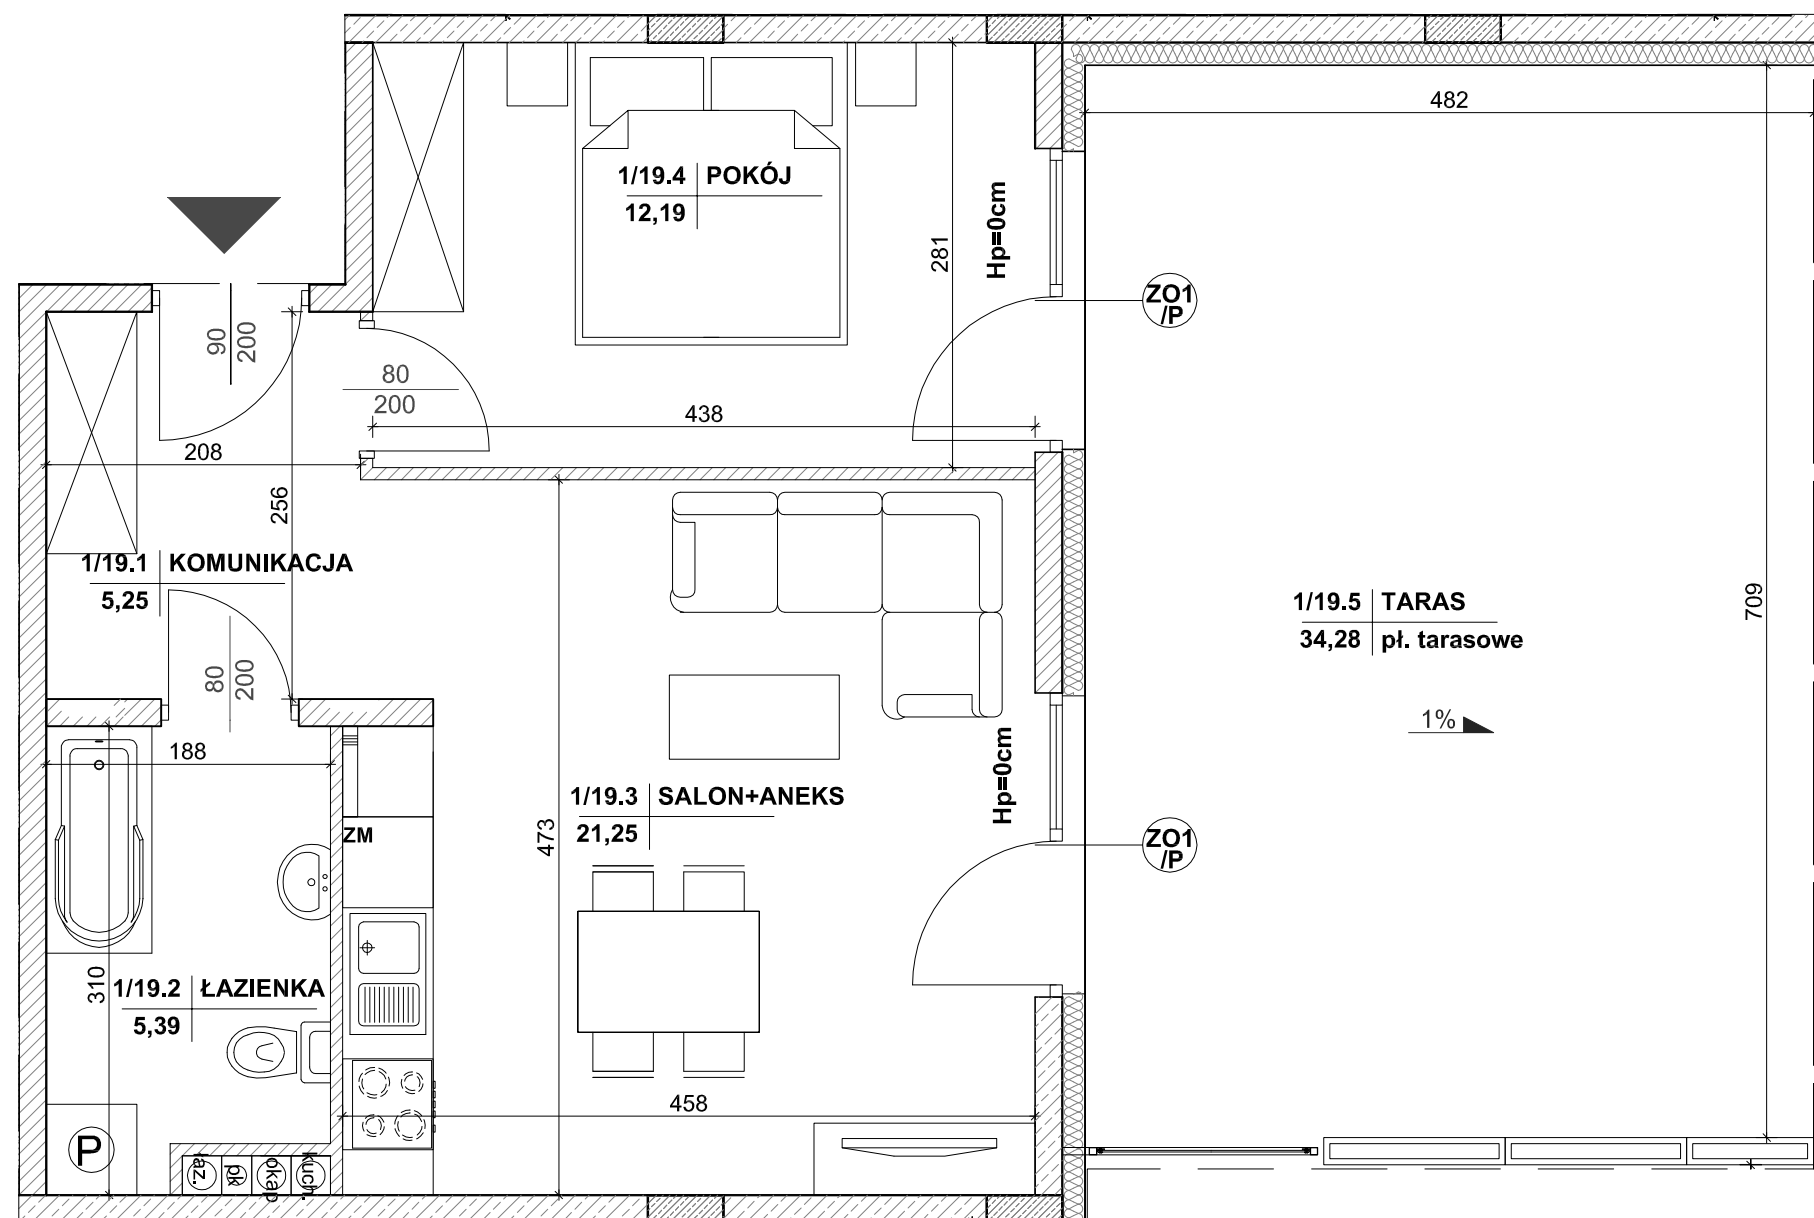 482
1/19.4 POKÓJ
12,19
Hp=0cm
281
ZO1
/P
90
200
80
200
438
208
256
1/19.1 KOMUNIKACJA
5,25
1/19.5 TARAS
34,28 pł. tarasowe
709
80
200
1%
188
1/19.3 SALON+ANEKS
21,25
Hp=0cm
ZM
473
ZO1
/P
310
1/19.2 ŁAZIENKA
5,39
458
P
łaz.
pk
okap
kuch.